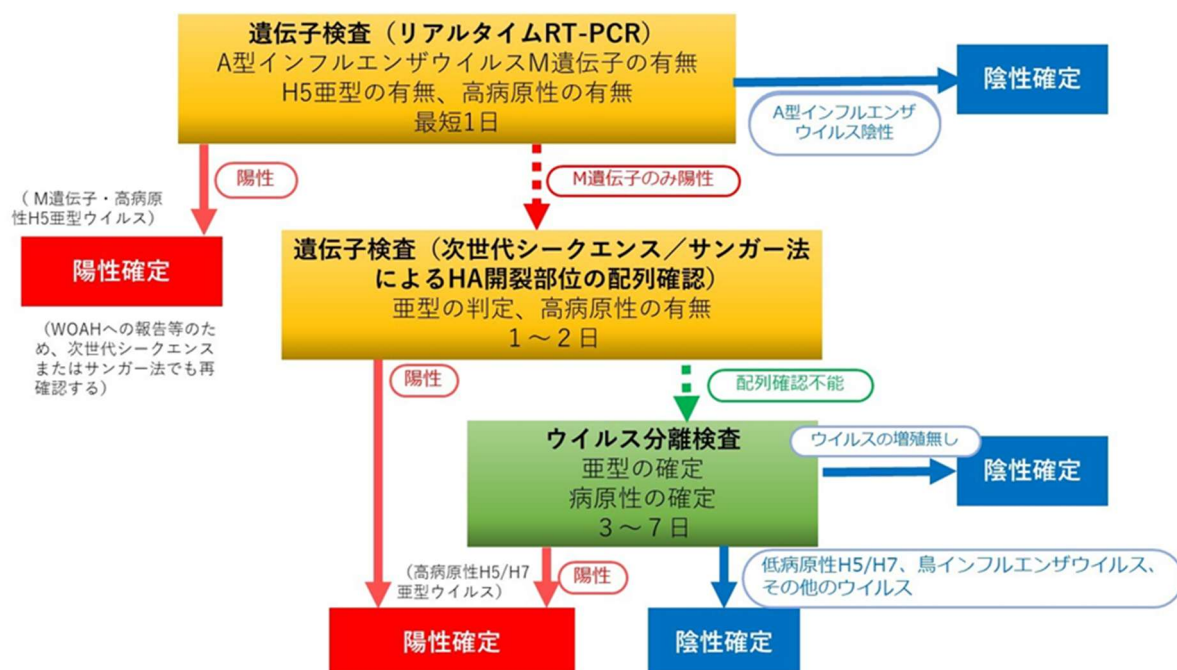 遺伝子検査（リアルタイムRT-PCR）
A型インフルエンザウイルスM遺伝子の有無
H5亜型の有無、高病原性の有無
最短1日
陰性確定
A型インフルエンザ
ウイルス陰性
陽性
M遺伝子のみ陽性
（ M遺伝子・高病原
性H5亜型ウイルス）
陽性確定
（WOAHへの報告等のた
め、次世代シークエンス
またはサンガー法でも再
確認する）
遺伝子検査（次世代シークエンス／サンガー法
によるHA開裂部位の配列確認）
亜型の判定、高病原性の有無
1～2日
陽性
配列確認不能
ウイルス分離検査
亜型の確定
病原性の確定
3～7日
ウイルスの増殖無し
陰性確定
（高病原性H5/H7
亜型ウイルス）
陽性
低病原性H5/H7、鳥インフルエンザウイルス、
その他のウイルス
陽性確定
陰性確定